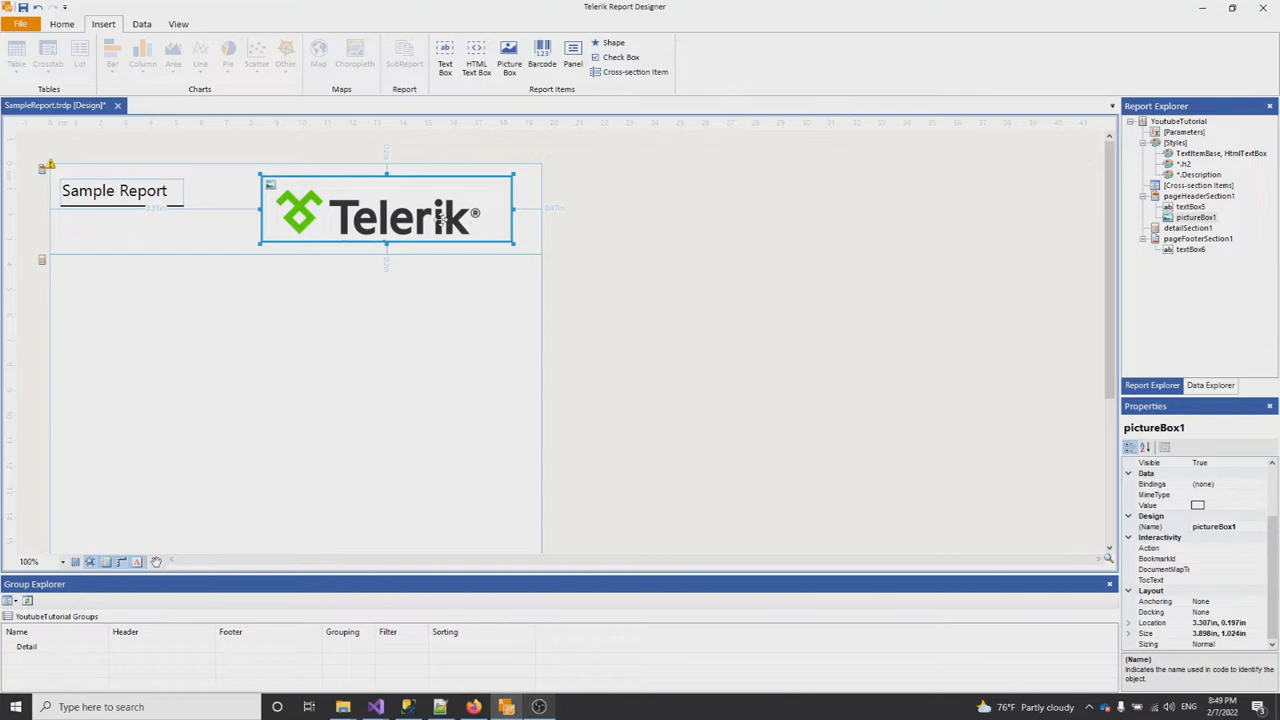 Telerik Report Designer
File
Home
Insert
Data
View
Table
Crosstab
List
Bar
Column
Area
Line
Pie
Scatter
Other
Map
Choropleth
SubReport
Text Box
HTML Text Box
Picture Box
Barcode
Panel
Shape
Check Box
Cross-section Item
Tables
Charts
Maps
Report
Report Items
SampleReport.trdp [Design]*
Sample Report
Telerik®
Report Explorer
YoutubeTutorial
[Parameters]
[Styles]
TextItemBase, HtmlTextBox
*.h2
*.Description
[Cross-section Items]
pageHeaderSection1
textBox5
pictureBox1
detailSection1
pageFooterSection1
textBox6
Report Explorer
Data Explorer
Properties
pictureBox1
Visible True
Data
Bindings (none)
MimeType
Value
Design
(Name) pictureBox1
Interactivity
Action
BookmarkId
DocumentMapTe
TocText
Layout
Anchoring None
Docking None
Location 3.307in, 0.197in
Size 3.898in, 1.024in
Sizing Normal
(Name)
Indicates the name used in code to identify the
object.
100%
Group Explorer
YoutubeTutorial Groups
Name Header Footer Grouping Filter Sorting
Detail
Type here to search
76°F Partly cloudy
ENG
8:49 PM
2/7/2022